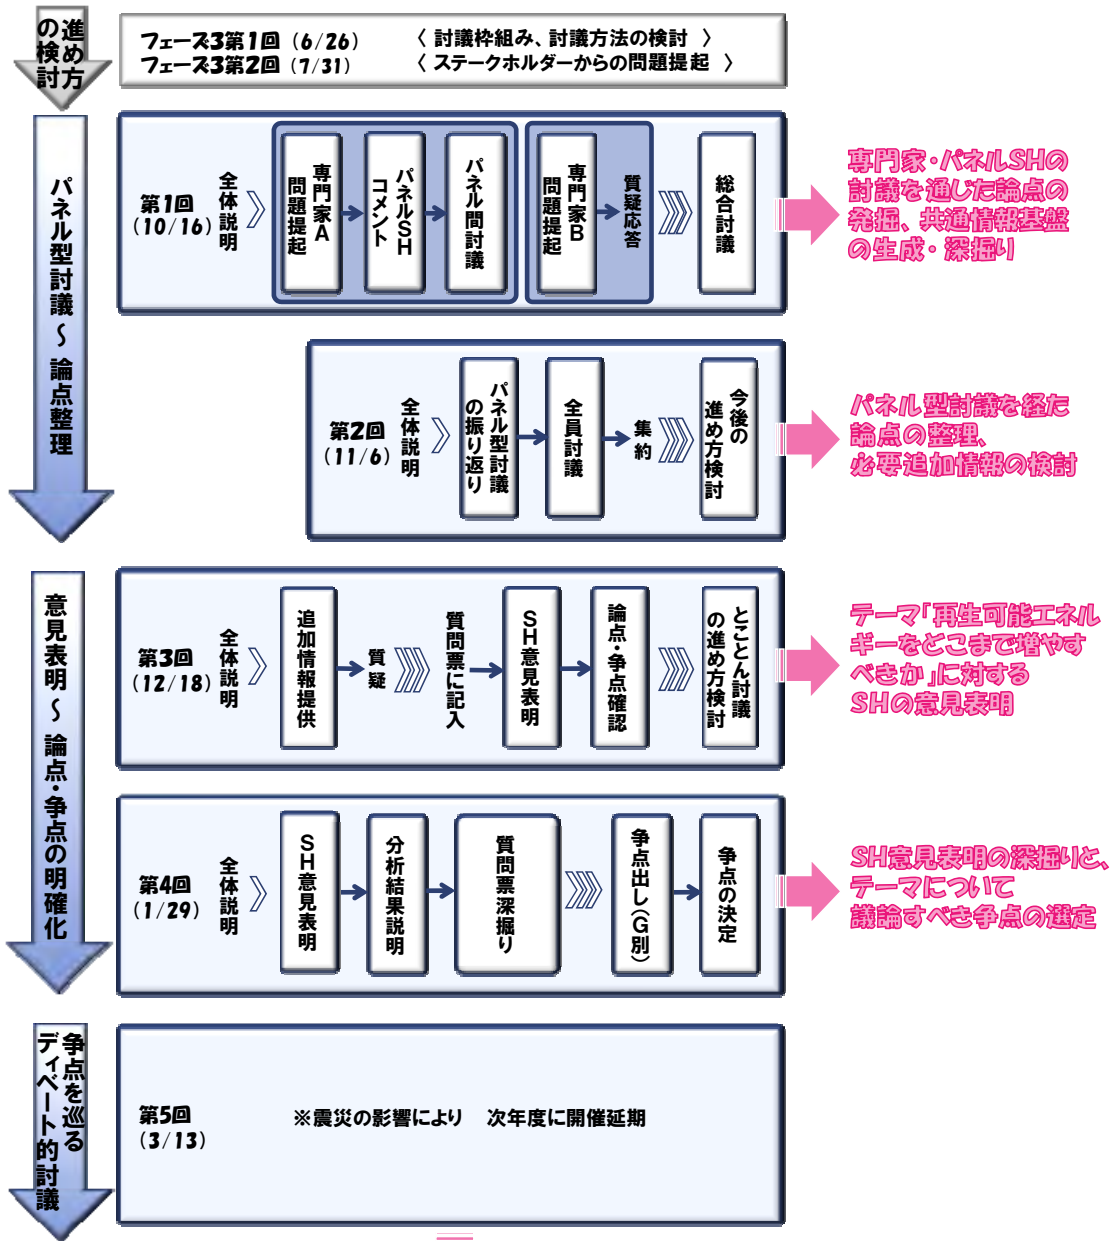 進め方
の検討
フェーズ3第1回（6/26）　〈 討議枠組み、討議方法の検討 〉
フェーズ3第2回（7/31）　〈 ステークホルダーからの問題提起 〉
パネル型討議～論点整理
第1回
(10/16)
全体説明
専門家A
問題提起
パネルSH
コメント
パネル間討議
専門家B
問題提起
質疑応答
総合討議
専門家・パネルSHの
討議を通じた論点の
発掘、共通情報基盤
の生成・深掘り
第2回
(11/6)
全体説明
パネル型討議
の振り返り
全員討議
集約
今後の
進め方検討
パネル型討議を経た
論点の整理、
必要追加情報の検討
意見表明～論点・争点の明確化
第3回
(12/18)
全体説明
追加情報提供
質疑
質問票に記入
SH意見表明
論点・争点確認
とことん討議
の進め方検討
テーマ「再生可能エネル
ギーをどこまで増やす
べきか」に対する
SHの意見表明
第4回
(1/29)
全体説明
SH意見表明
分析結果説明
質問票深掘り
争点出し（G別）
争点の決定
SH意見表明の深掘りと、
テーマについて
議論すべき争点の選定
争点を巡る
ディベート的討議
第5回
(3/13)
※震災の影響により　次年度に開催延期